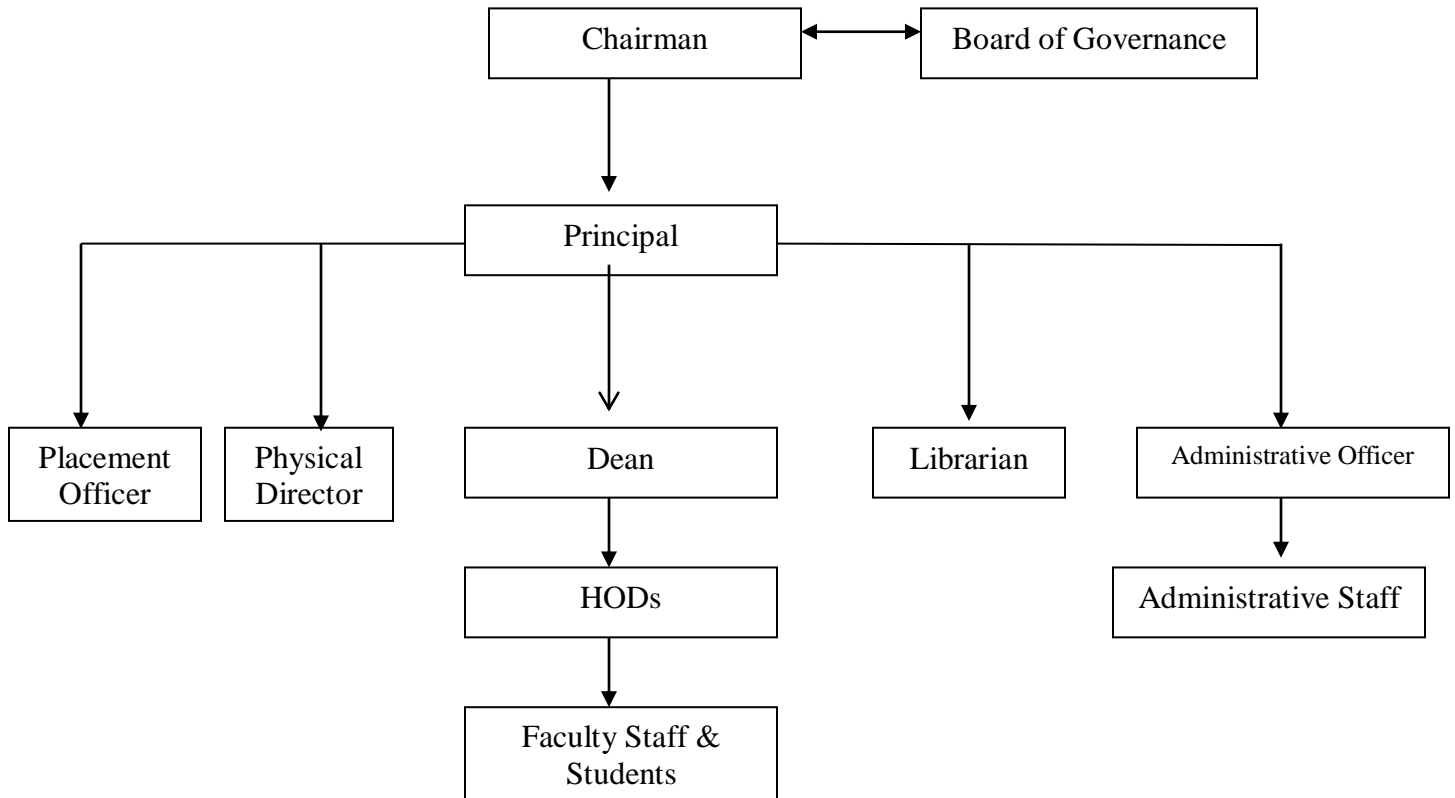 Chairman
Board of Governance
Principal
Placement
Officer
Physical
Director
Dean
Librarian
Administrative Officer
HODs
Administrative Staff
Faculty Staff &
Students